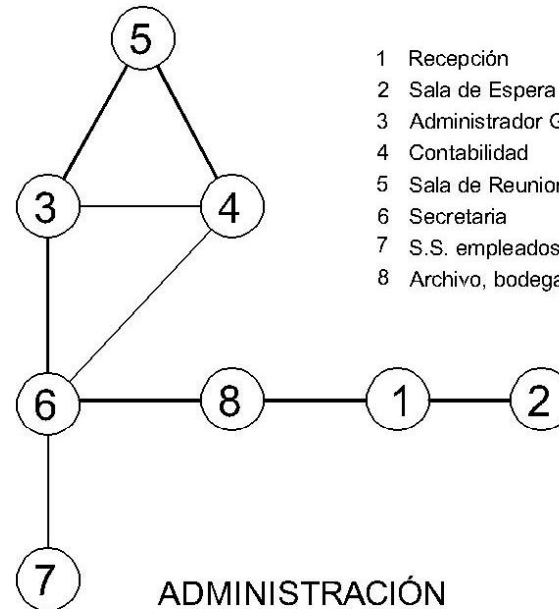 5
1 Recepción
2 Sala de Espera
3 Administrador G
4 Contabilidad
5 Sala de Reunion
6 Secretaria
7 S.S. empleados
8 Archivo, bodega
3 4
6 8 1 2
7
ADMINISTRACIÓN